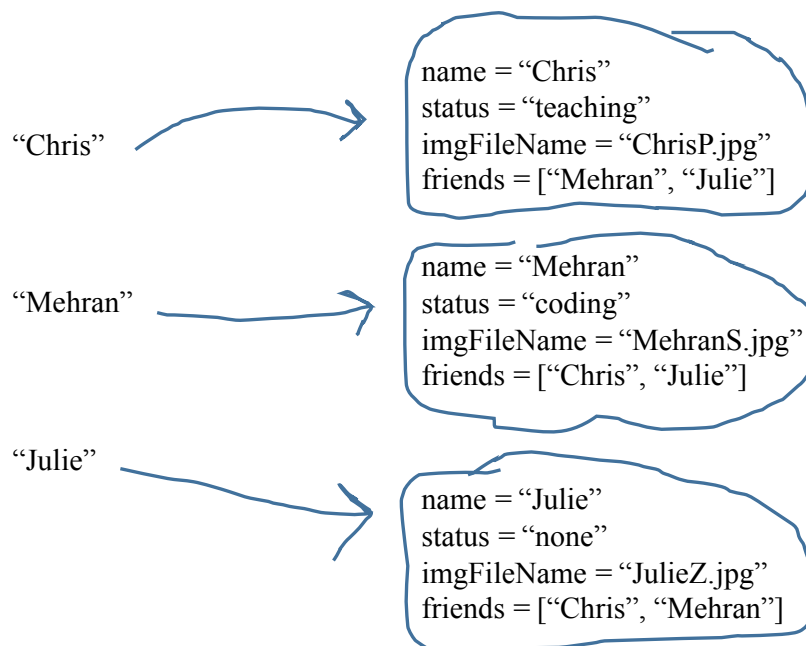 “Chris”
name = “Chris”
status = “teaching”
imgFileName = “ChrisP.jpg”
friends = [“Mehran”, “Julie”]
“Mehran”
name = “Mehran”
status = “coding”
imgFileName = “MehranS.jpg”
friends = [“Chris”, “Julie”]
“Julie”
name = “Julie”
status = “none”
imgFileName = “JulieZ.jpg”
friends = [“Chris”, “Mehran”]